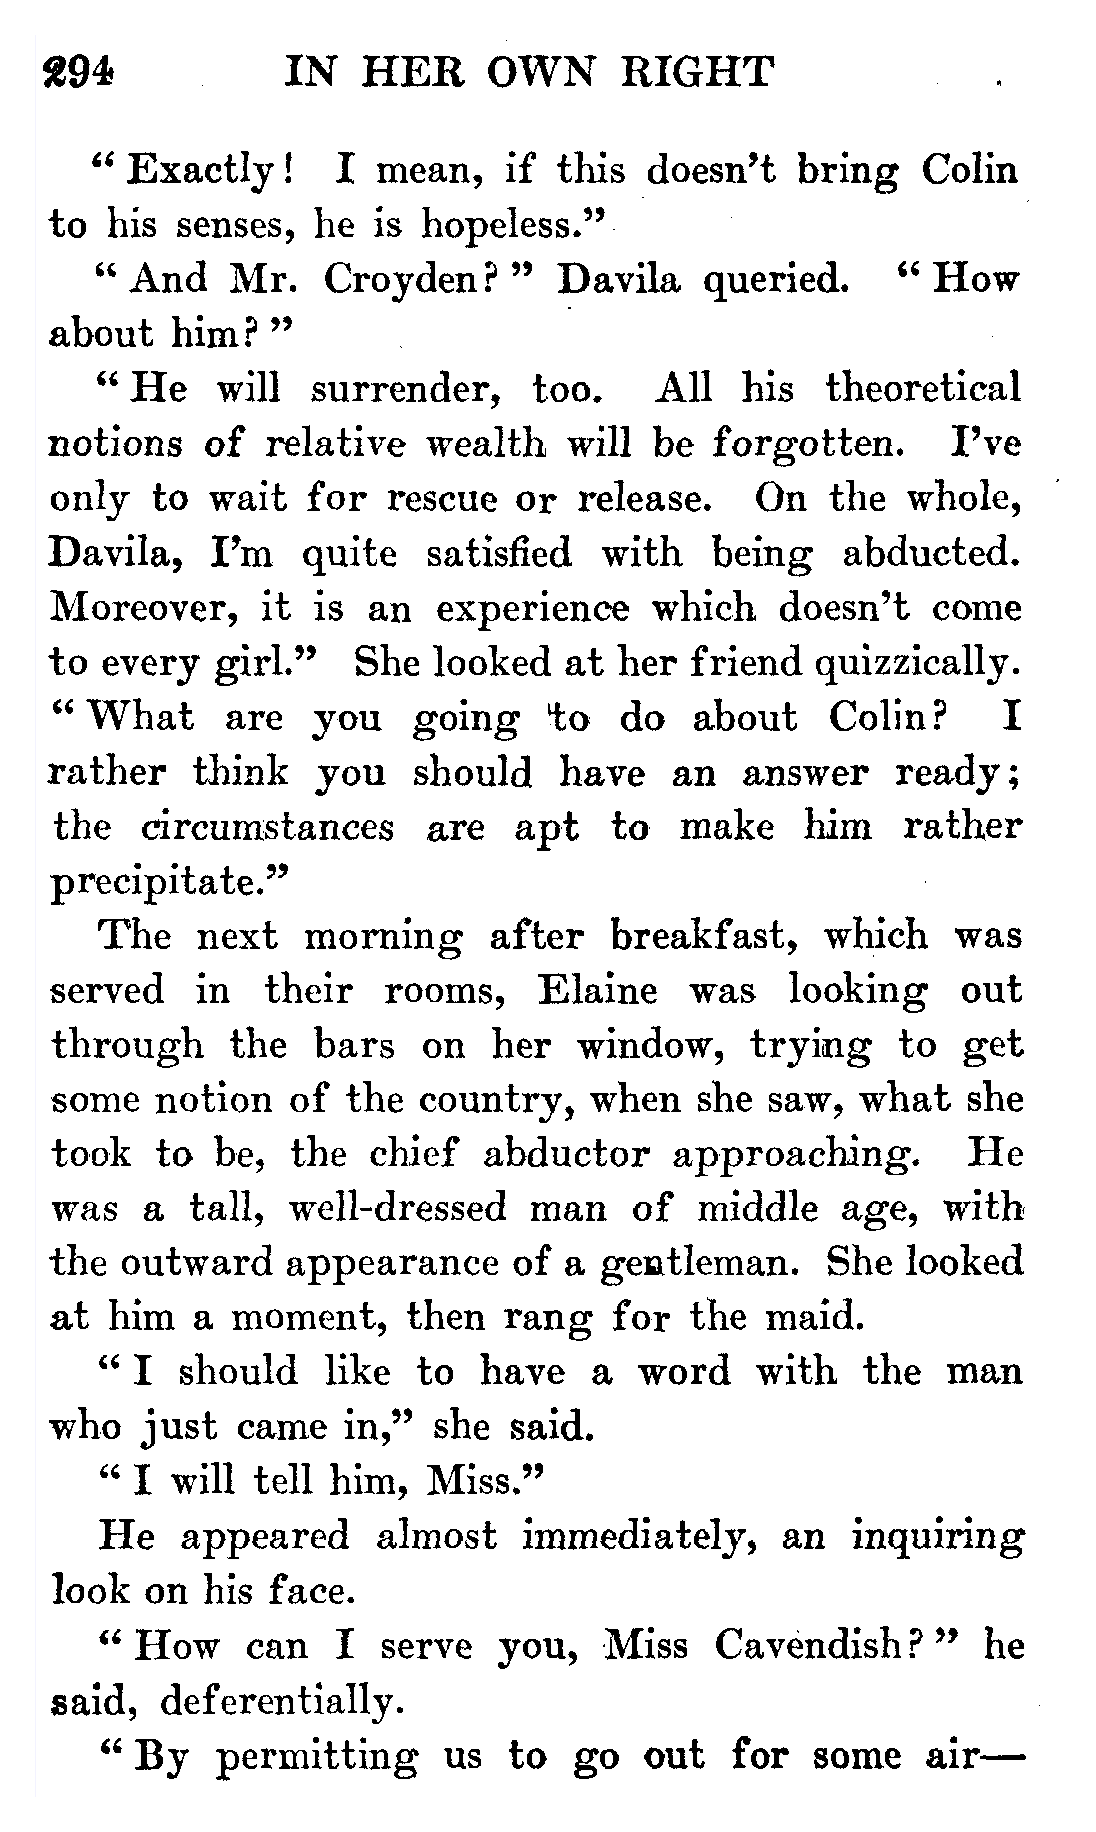 294 IN HER OWN RIGHT
“ Exactly ! I mean, if this doesn’t bring Colin
to his senses, he is hopeless.”
“ And Mr. Croyden? ” Davila queried. “ How
about him? ”
“ He will surrender, too. All his theoretical
notions of relative wealth will be forgotten. I’ve
only to wait for rescue or release. On the whole,
Davila, I’m quite satisfied with being abducted.
Moreover, it is an experience which doesn’t come
to every girl.” She looked at her friend quizzically.
“ What are you going to do about Colin? I
rather think you should have an answer ready;
the circumstances are apt to make him rather
precipitate.”
The next morning after breakfast, which was
served in their rooms, Elaine was looking out
through the bars on her window, trying to get
some notion of the country, when she saw, what she
took to be, the chief abductor approaching. He
was a tall, well-dressed man of middle age, with
the outward appearance of a gentleman. She looked
at him a moment, then rang for the maid.
“ I should like to have a word with the man
who just came in,” she said.
“ I will tell him, Miss.”
He appeared almost immediately, an inquiring
look on his face.
“ How can I serve you, Miss Cavendish? ” he
said, deferentially.
“ By permitting us to go out for some air—